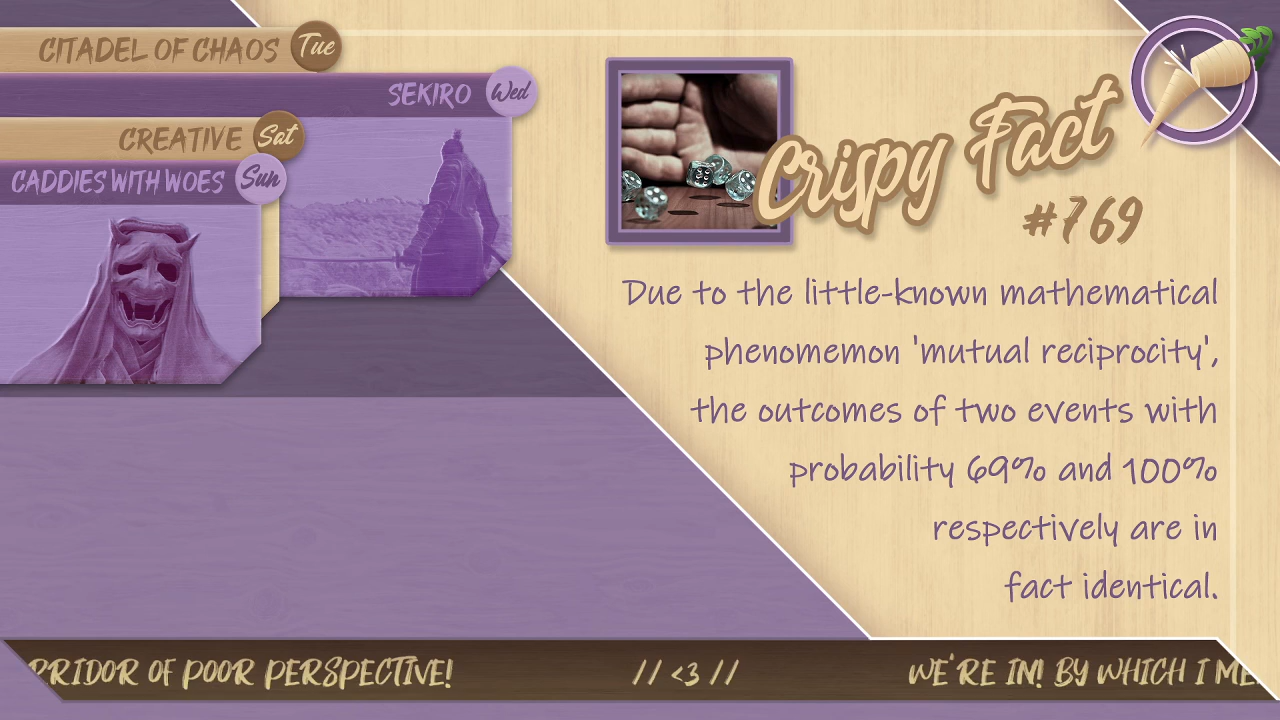 CITADEL OF CHAOS Tue
SEKIRO Wed
CREATIVE Sat
CADDIES WITH WOES Sun
Crispy Fact
#769
Due to the little-known mathematical
phenomemon 'mutual reciprocity',
the outcomes of two events with
probability 69% and 100%
respectively are in
fact identical.
RRIDOR OF POOR PERSPECTIVE! // <3 // WE'RE IN! BY WHICH I ME